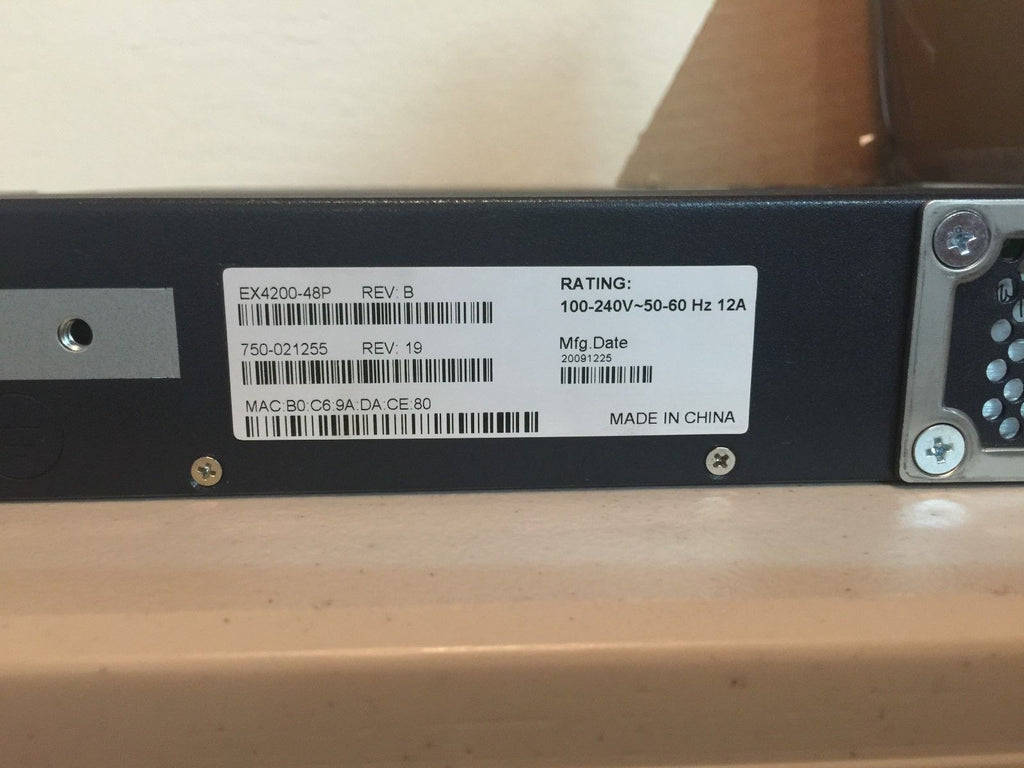 EX4200-48P REV: B
750-021255 REV: 19
MAC:B0:C6:9A:DA:CE:80
RATING:
100-240V~50-60 Hz 12A
Mfg.Date
20091225
MADE IN CHINA